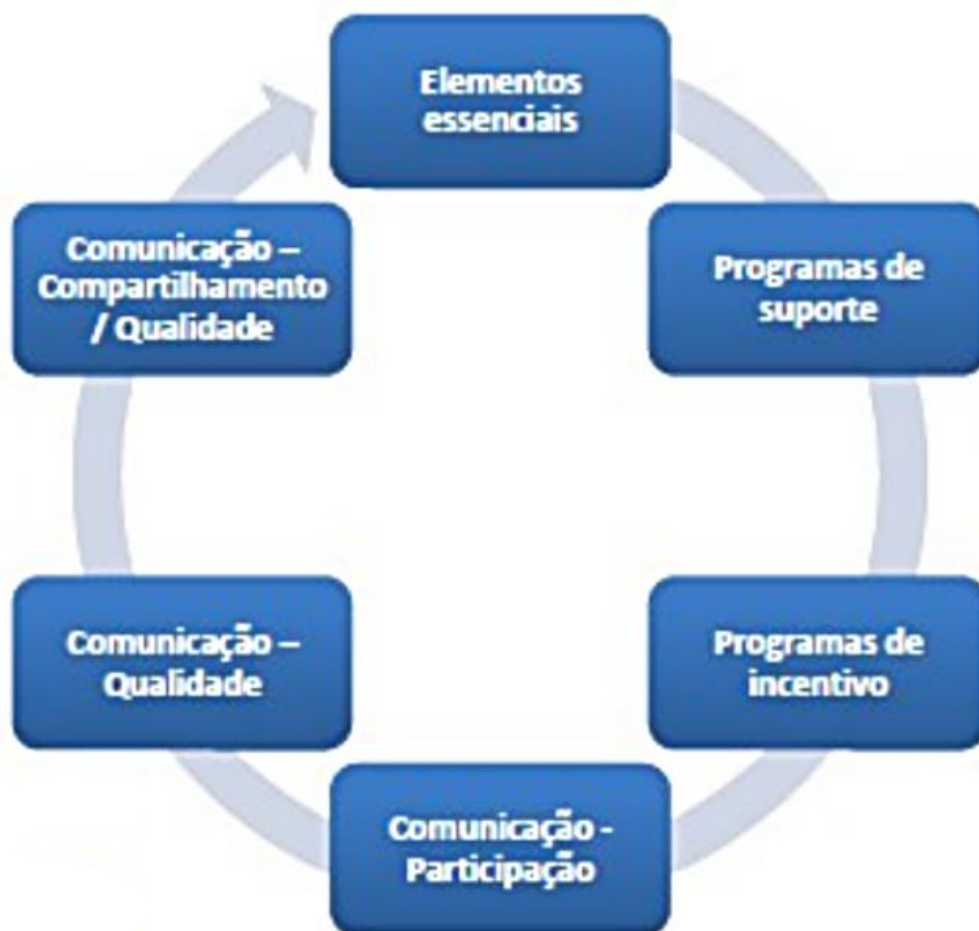 Elementos
essenciais
Programas de
suporte
Programas de
incentivo
Comunicação -
Participação
Comunicação –
Qualidade
Comunicação –
Compartilhamento
/ Qualidade